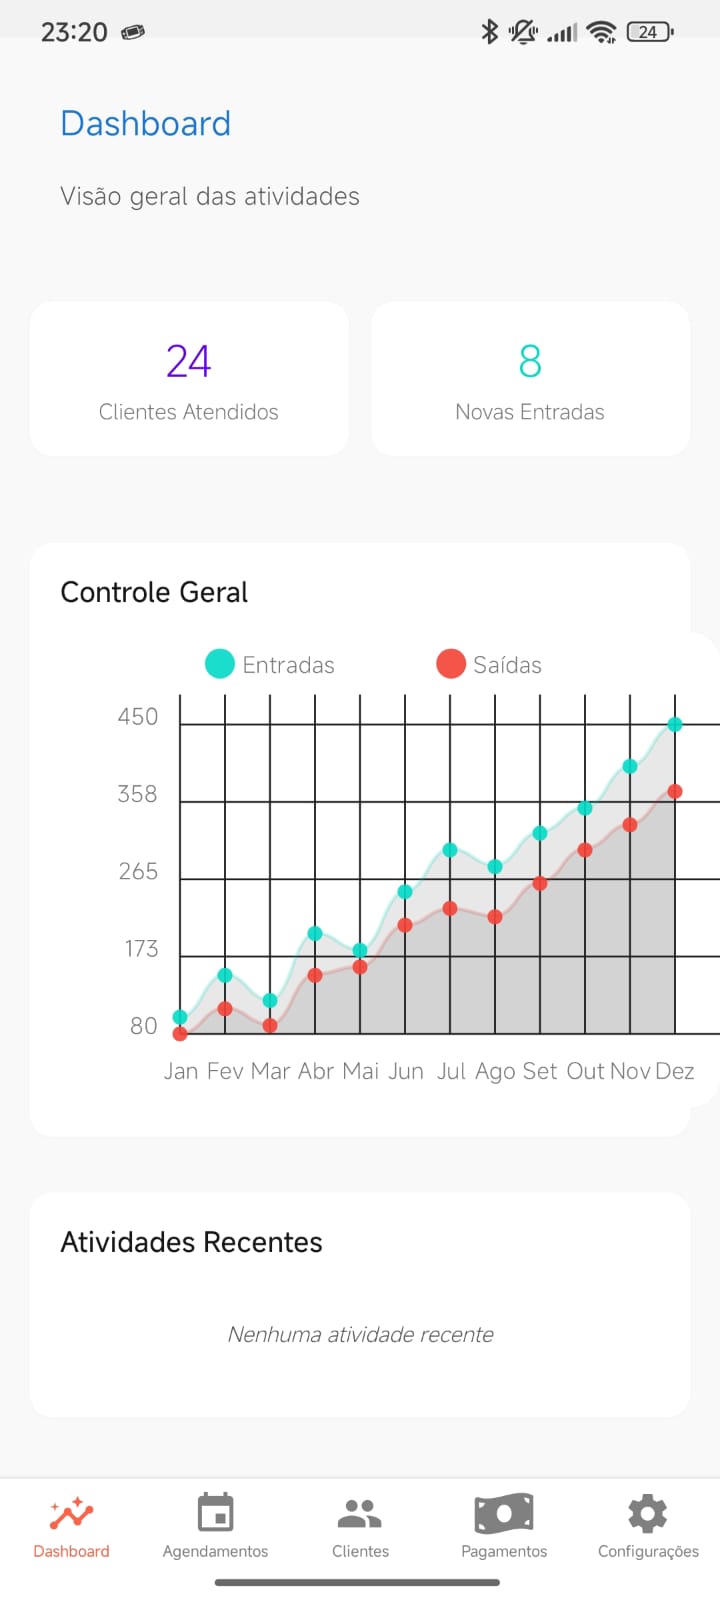 23:20
24
Dashboard
Visão geral das atividades
24
Clientes Atendidos
8
Novas Entradas
Controle Geral
Entradas
Saídas
450
358
265
173
80
Jan Fev Mar Abr Mai Jun Jul Ago Set Out Nov Dez
Atividades Recentes
Nenhuma atividade recente
Dashboard
Agendamentos
Clientes
Pagamentos
Configurações